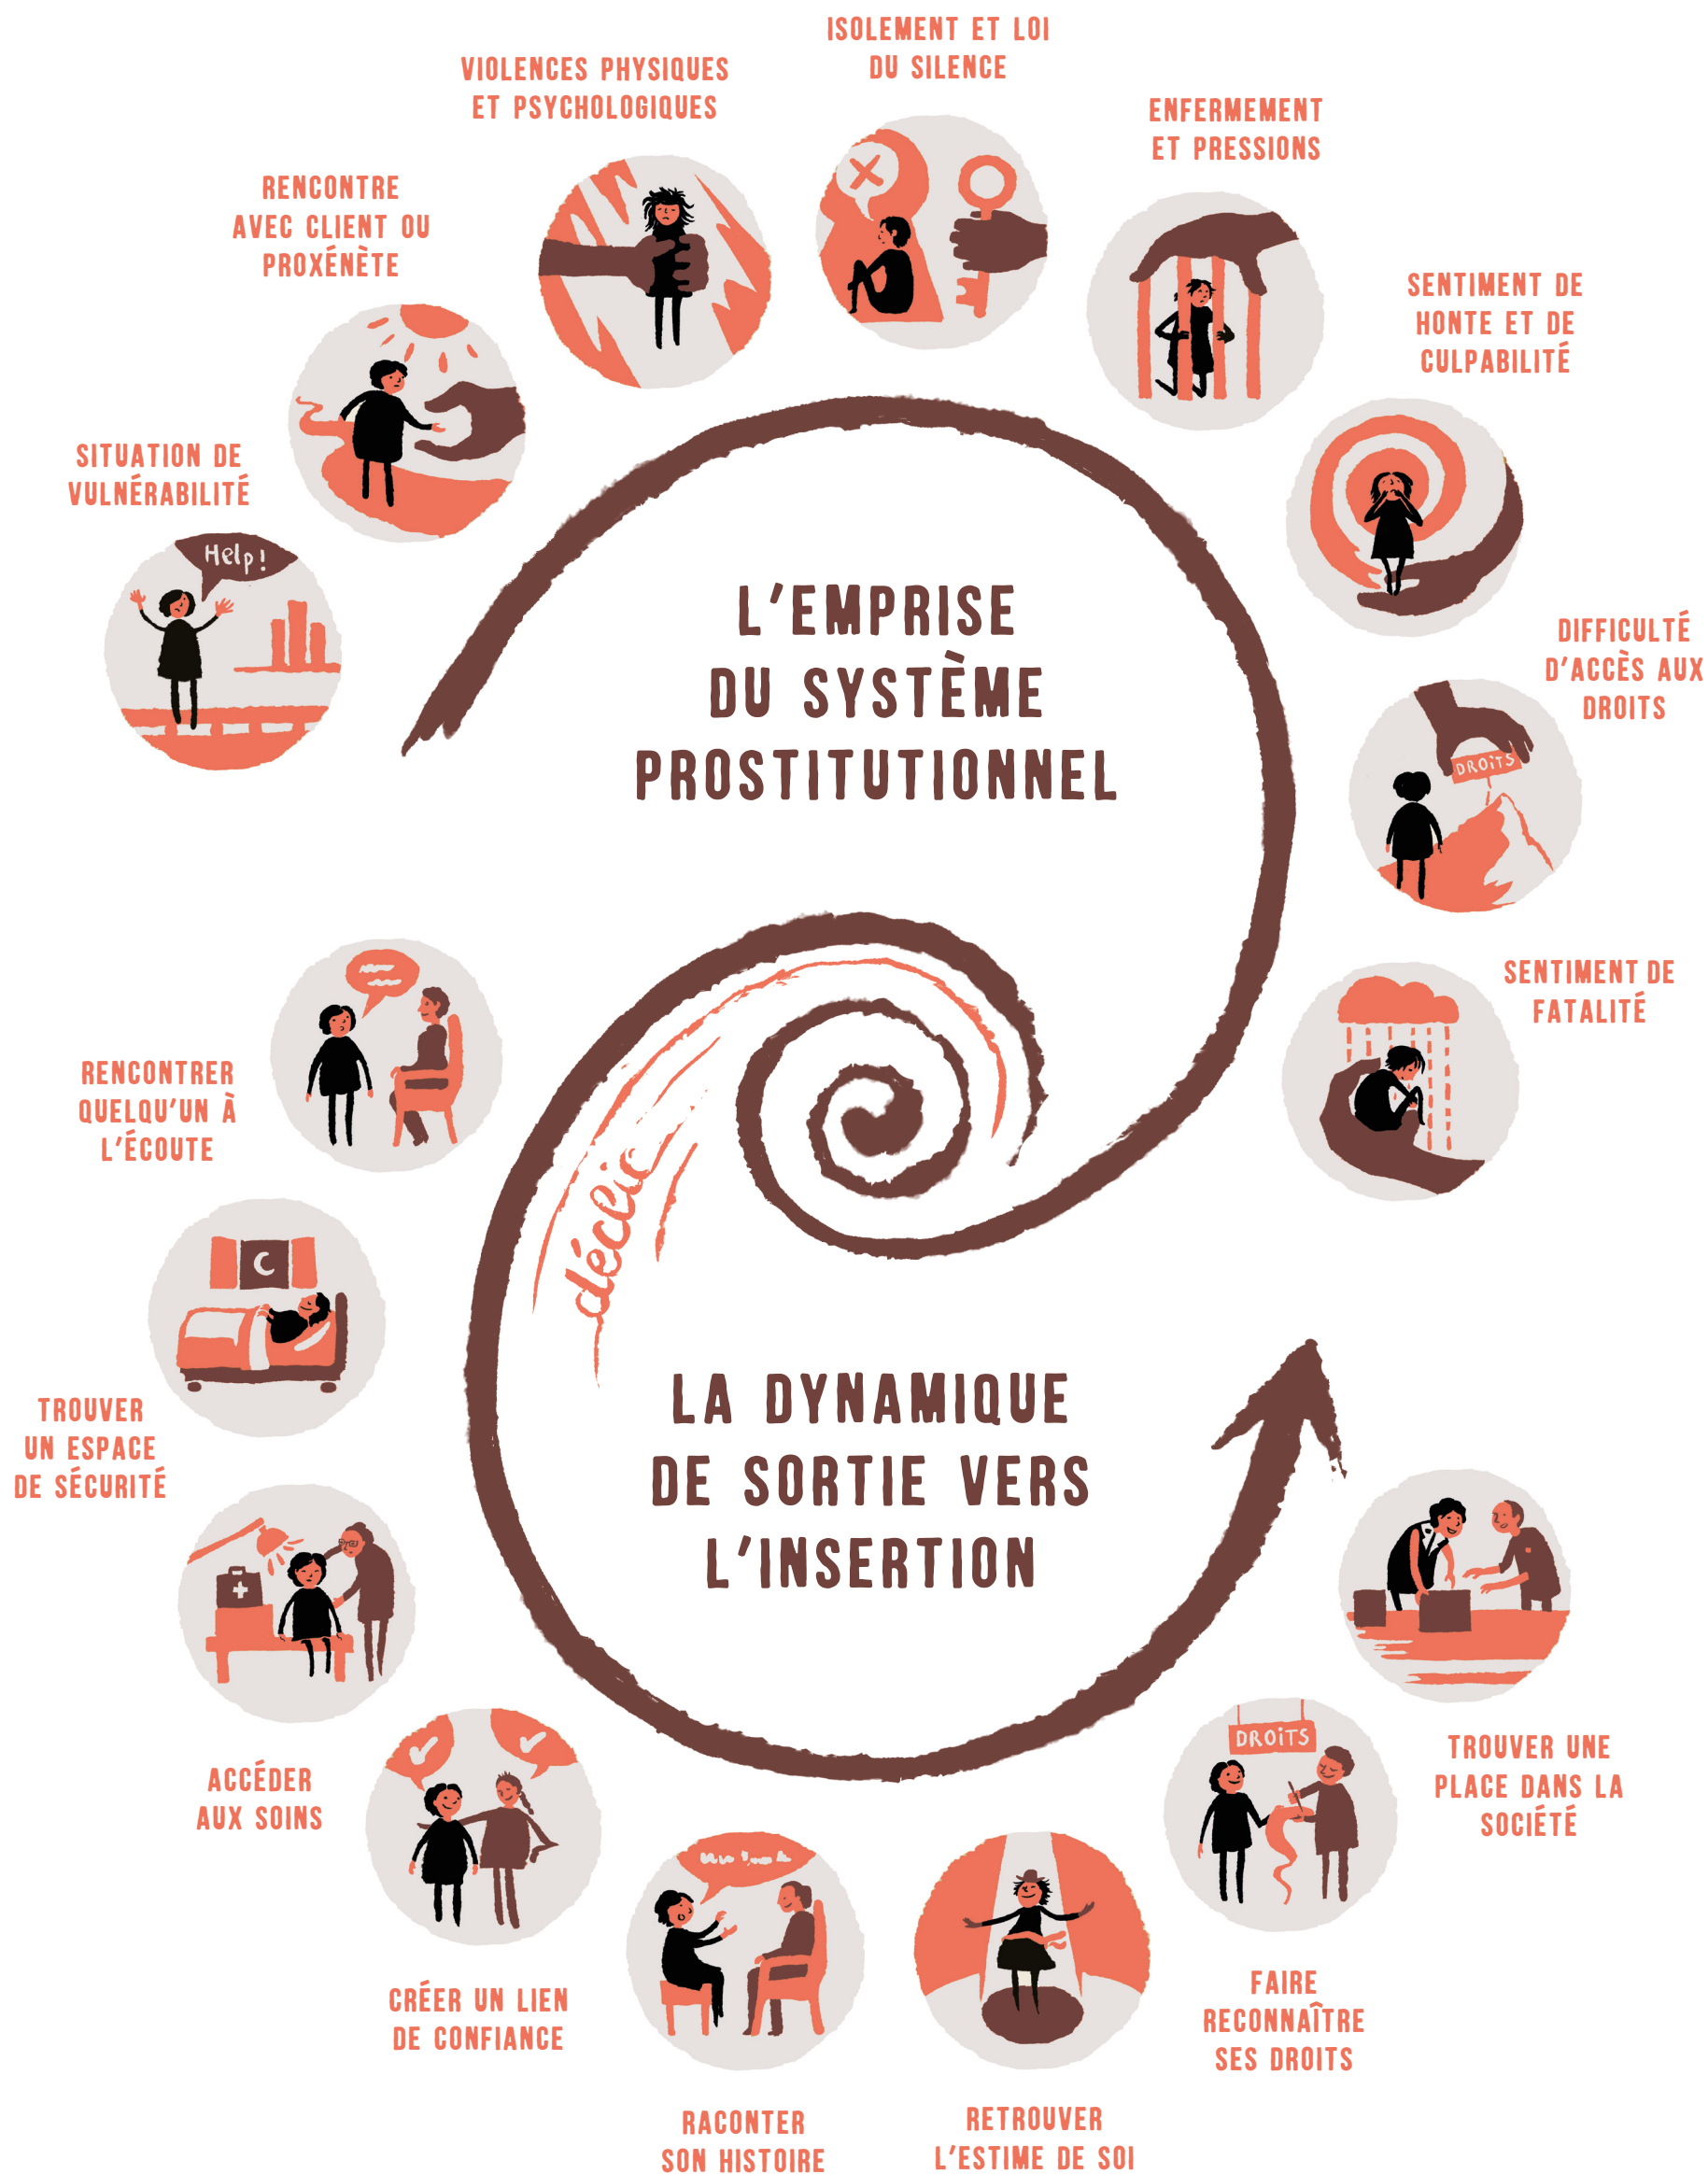 SITUATION DE
VULNÉRABILITÉ
Help!
RENCONTRE
AVEC CLIENT OU
PROXÉNÈTE
VIOLENCES PHYSIQUES
ET PSYCHOLOGIQUES
ISOLEMENT ET LOI
DU SILENCE
ENFERMEMENT
ET PRESSIONS
SENTIMENT DE
HONTE ET DE
CULPABILITÉ
DIFFICULTÉ
D'ACCÈS AUX
DROITS
DROITS
SENTIMENT DE
FATALITÉ
L'EMPRISE
DU SYSTÈME
PROSTITUTIONNEL
déclic
LA DYNAMIQUE
DE SORTIE VERS
L'INSERTION
RENCONTRER
QUELQU'UN À
L'ÉCOUTE
TROUVER
UN ESPACE
DE SÉCURITÉ
ACCÉDER
AUX SOINS
CRÉER UN LIEN
DE CONFIANCE
RACONTER
SON HISTOIRE
RETROUVER
L'ESTIME DE SOI
DROITS
FAIRE
RECONNAÎTRE
SES DROITS
TROUVER UNE
PLACE DANS LA
SOCIÉTÉ